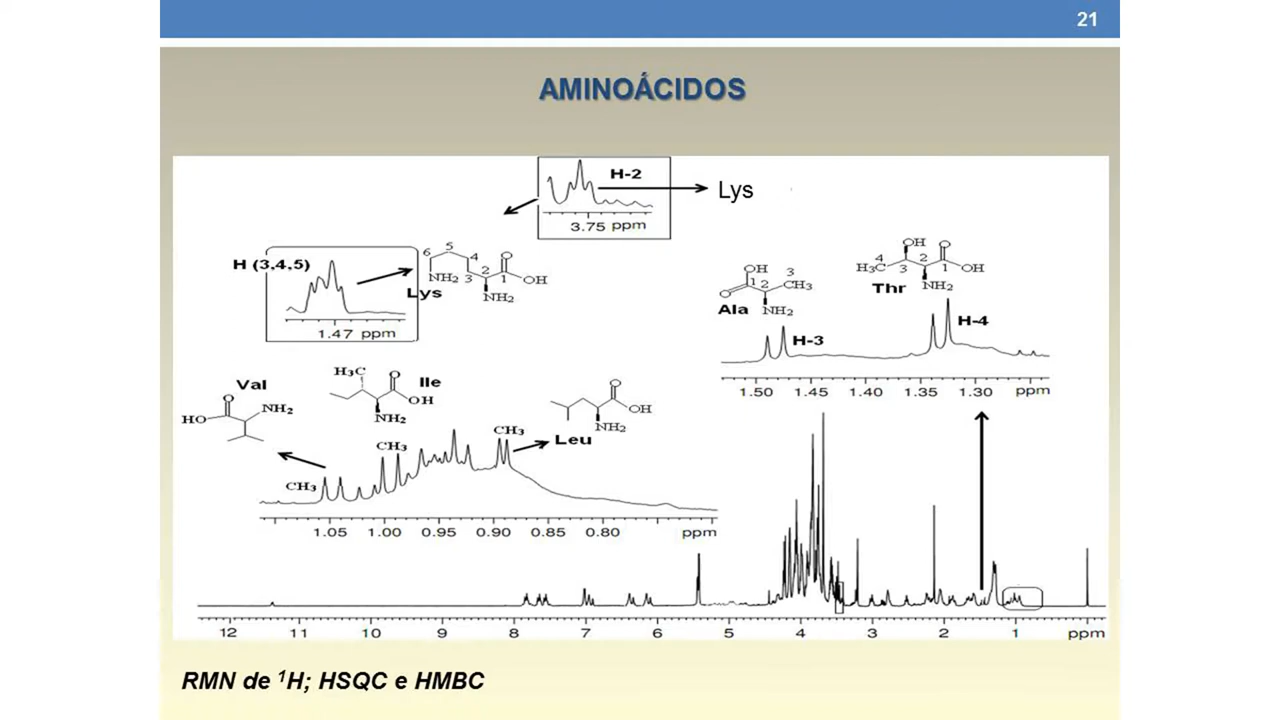 21
AMINOÁCIDOS
H-2
Lys
3.75 ppm
H (3,4,5)
6 5 4 3 2 1
NH₂
O
OH
NH₂
Lys
1.47 ppm
OH
O
1 2 3
CH₃
NH₂
Ala
OH
O
4 3 2 1
H₃C
OH
NH₂
Thr
H-3
H-4
1.50 1.45 1.40 1.35 1.30 ppm
Val
O
HO
NH₂
H₃C
O
OH
NH₂
Ile
O
OH
NH₂
Leu
CH₃
CH₃
CH₃
1.05 1.00 0.95 0.90 0.85 0.80 ppm
12 11 10 9 8 7 6 5 4 3 2 1 ppm
RMN de ¹H; HSQC e HMBC